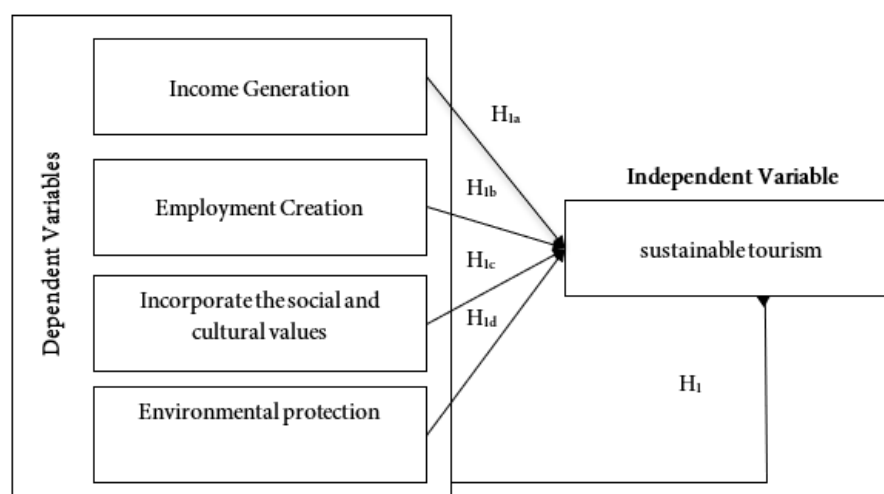 Dependent Variables
Income Generation
Employment Creation
Incorporate the social and
cultural values
Environmental protection
H1a
H1b
H1c
H1d
Independent Variable
sustainable tourism
H1